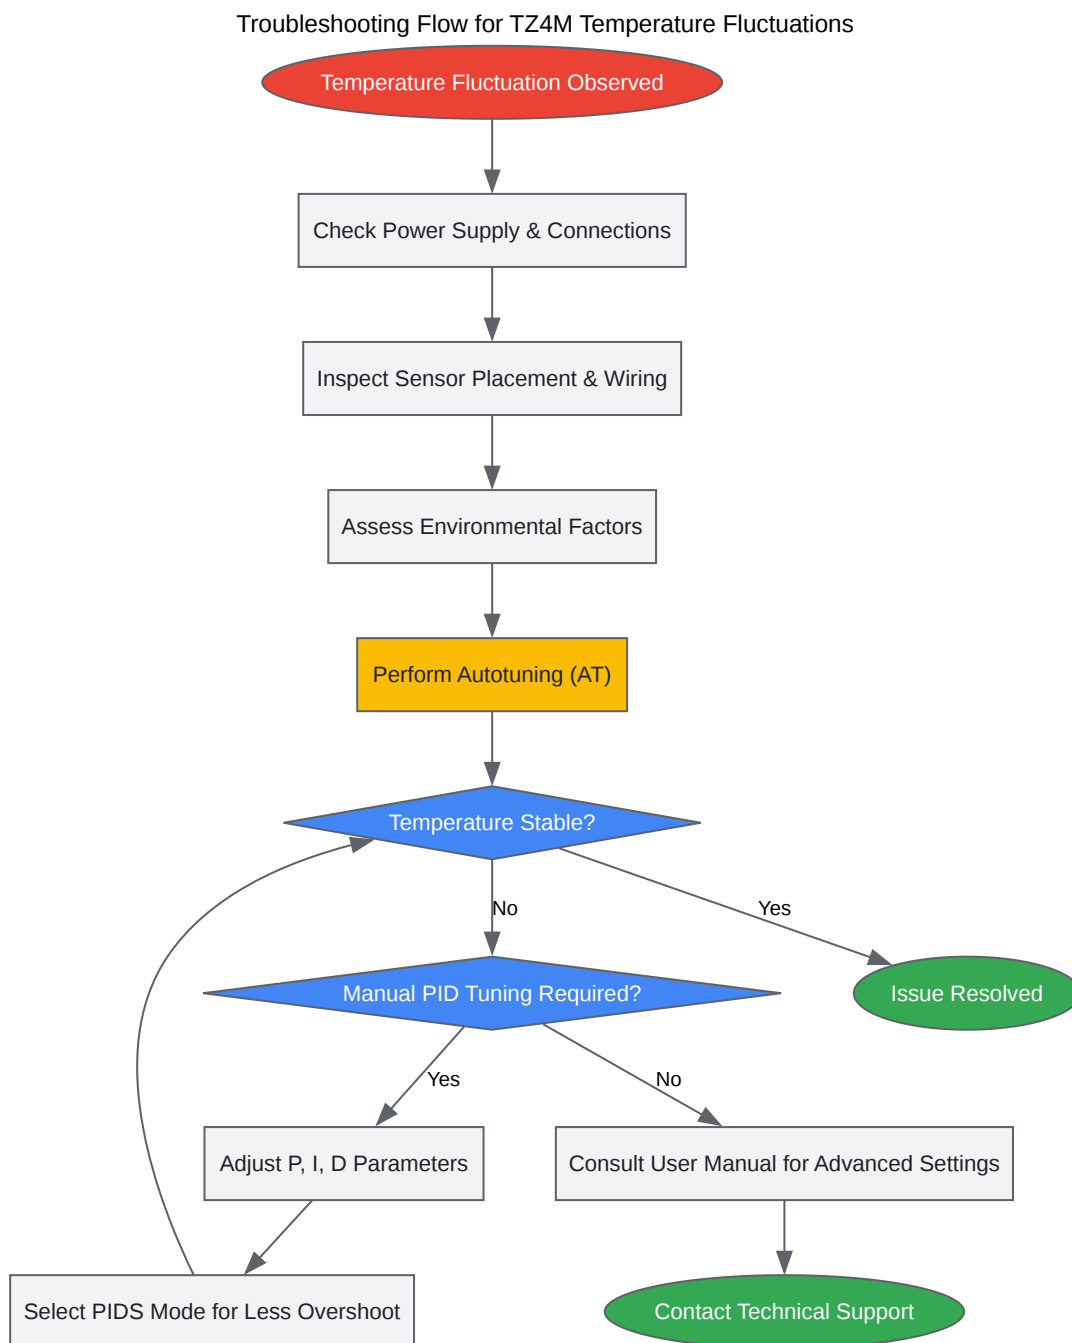 Troubleshooting Flow for TZ4M Temperature Fluctuations
Temperature Fluctuation Observed
Check Power Supply & Connections
Inspect Sensor Placement & Wiring
Assess Environmental Factors
Perform Autotuning (AT)
Temperature Stable?
No
Yes
Manual PID Tuning Required?
Issue Resolved
Yes
No
Adjust P, I, D Parameters
Consult User Manual for Advanced Settings
Select PIDS Mode for Less Overshoot
Contact Technical Support